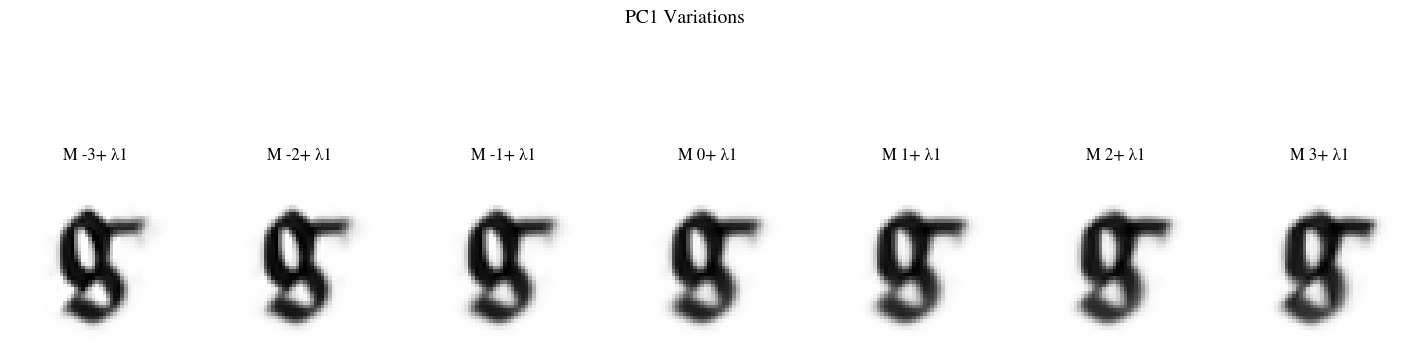 PC1 Variations
M -3+ λ1 M -2+ λ1 M -1+ λ1 M 0+ λ1 M 1+ λ1 M 2+ λ1 M 3+ λ1
g g g g g g g